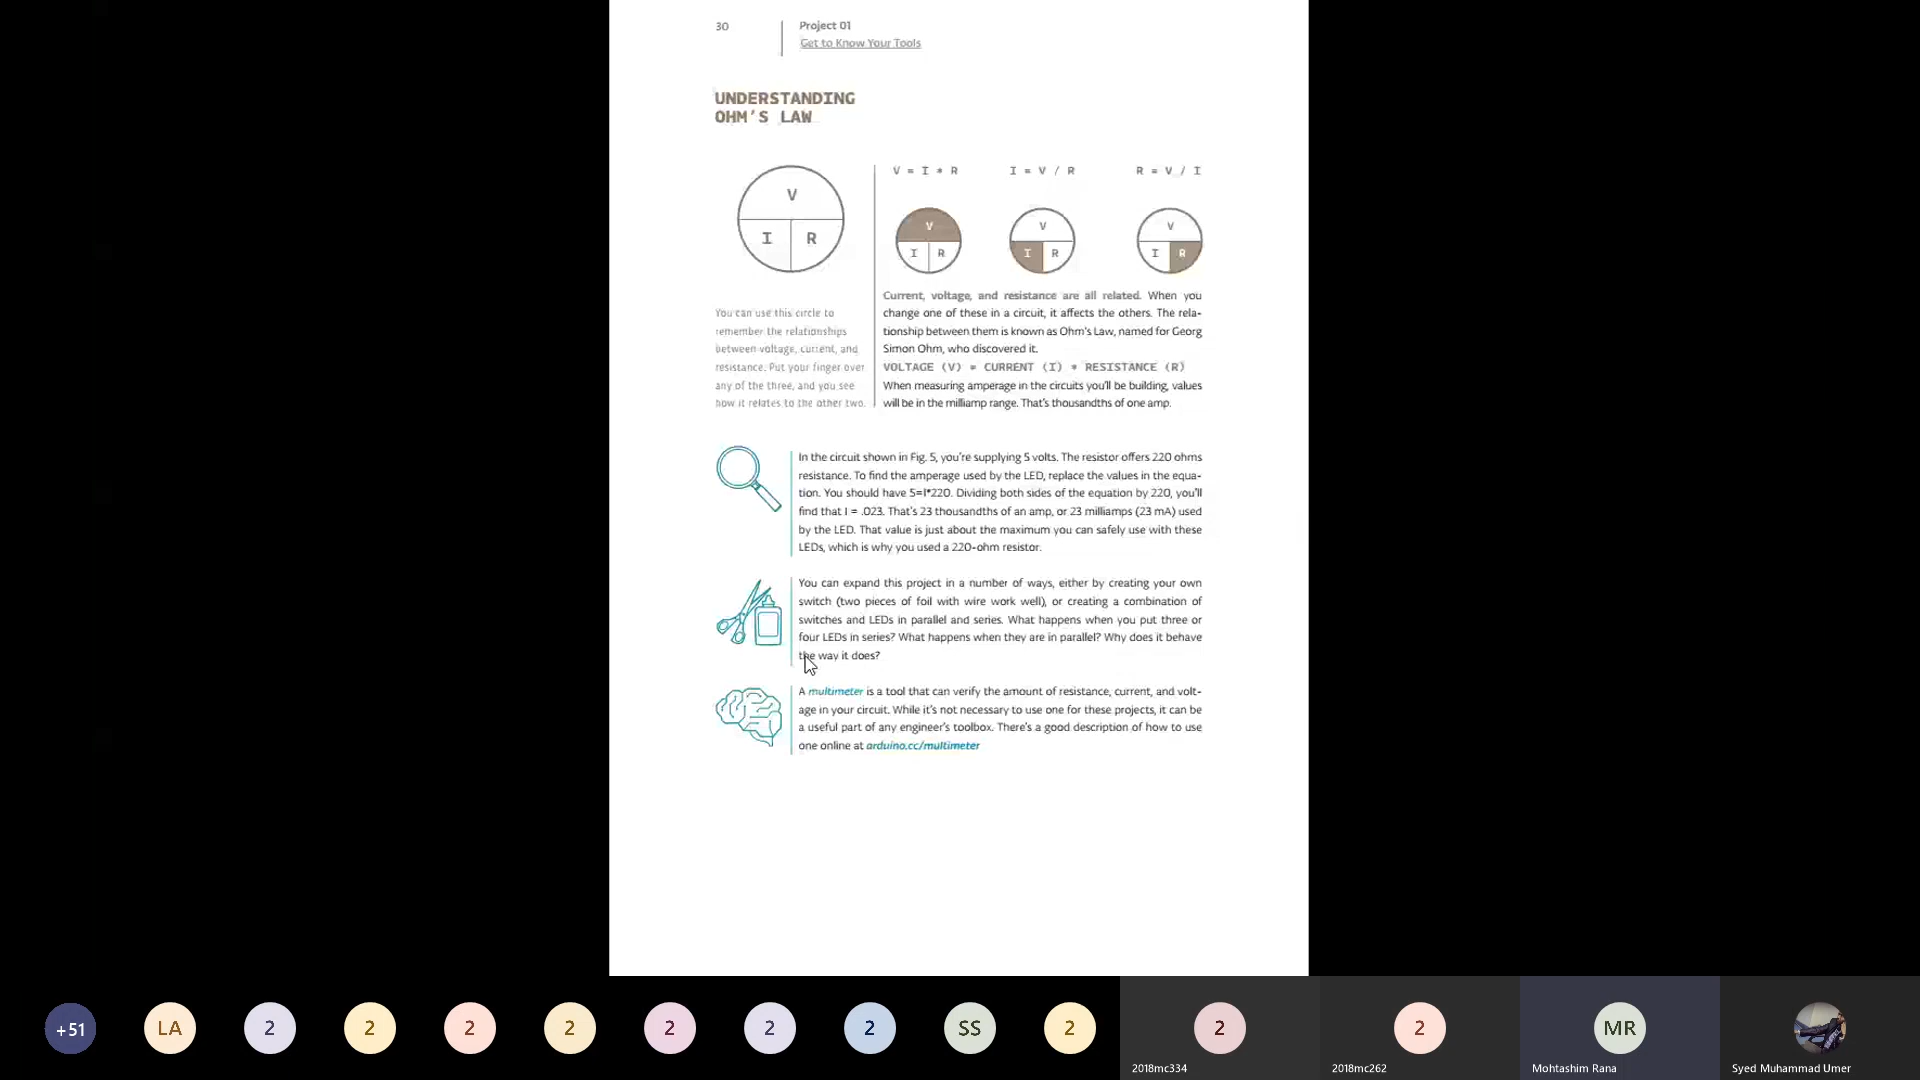 30
Project 01
Get to Know Your Tools
UNDERSTANDING
OHM'S LAW
V
I R
You can use this circle to
remember the relationships
between voltage, current, and
resistance. Put your finger over
any of the three, and you see
how it relates to the other two.
V = I * R I = V / R R = V / I
V V V
I R I R I R
Current, voltage, and resistance are all related. When you
change one of these in a circuit, it affects the others. The rela-
tionship between them is known as Ohm's Law, named for Georg
Simon Ohm, who discovered it.
VOLTAGE (V) = CURRENT (I) * RESISTANCE (R)
When measuring amperage in the circuits you'll be building, values
will be in the milliamp range. That's thousandths of one amp.
In the circuit shown in Fig. 5, you're supplying 5 volts. The resistor offers 220 ohms
resistance. To find the amperage used by the LED, replace the values in the equa-
tion. You should have 5=I*220. Dividing both sides of the equation by 220, you'll
find that I = .023. That's 23 thousandths of an amp, or 23 milliamps (23 mA) used
by the LED. That value is just about the maximum you can safely use with these
LEDs, which is why you used a 220-ohm resistor.
You can expand this project in a number of ways, either by creating your own
switch (two pieces of foil with wire work well), or creating a combination of
switches and LEDs in parallel and series. What happens when you put three or
four LEDs in series? What happens when they are in parallel? Why does it behave
the way it does?
A multimeter is a tool that can verify the amount of resistance, current, and volt-
age in your circuit. While it's not necessary to use one for these projects, it can be
a useful part of any engineer's toolbox. There's a good description of how to use
one online at arduino.cc/multimeter
+51 LA 2 2 2 2 2 2 2 SS 2 2 2 MR
2018mc334 2018mc262 Mohtashim Rana Syed Muhammad Umer